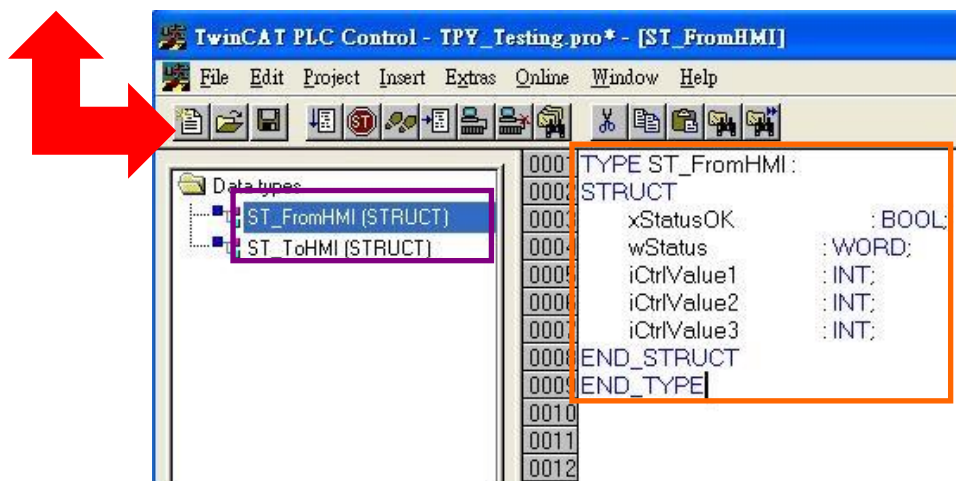 TwinCAT PLC Control - TPY_Testing.pro* - [ST_FromHMI]
File Edit Project Insert Extras Online Window Help
ST
Data types
ST_FromHMI (STRUCT)
ST_ToHMI (STRUCT)
0001 TYPE ST_FromHMI :
0002 STRUCT
0003 xStatusOK : BOOL;
0004 wStatus : WORD;
0005 iCtrlValue1 : INT;
0006 iCtrlValue2 : INT;
0007 iCtrlValue3 : INT;
0008 END_STRUCT
0009 END_TYPE
0010
0011
0012